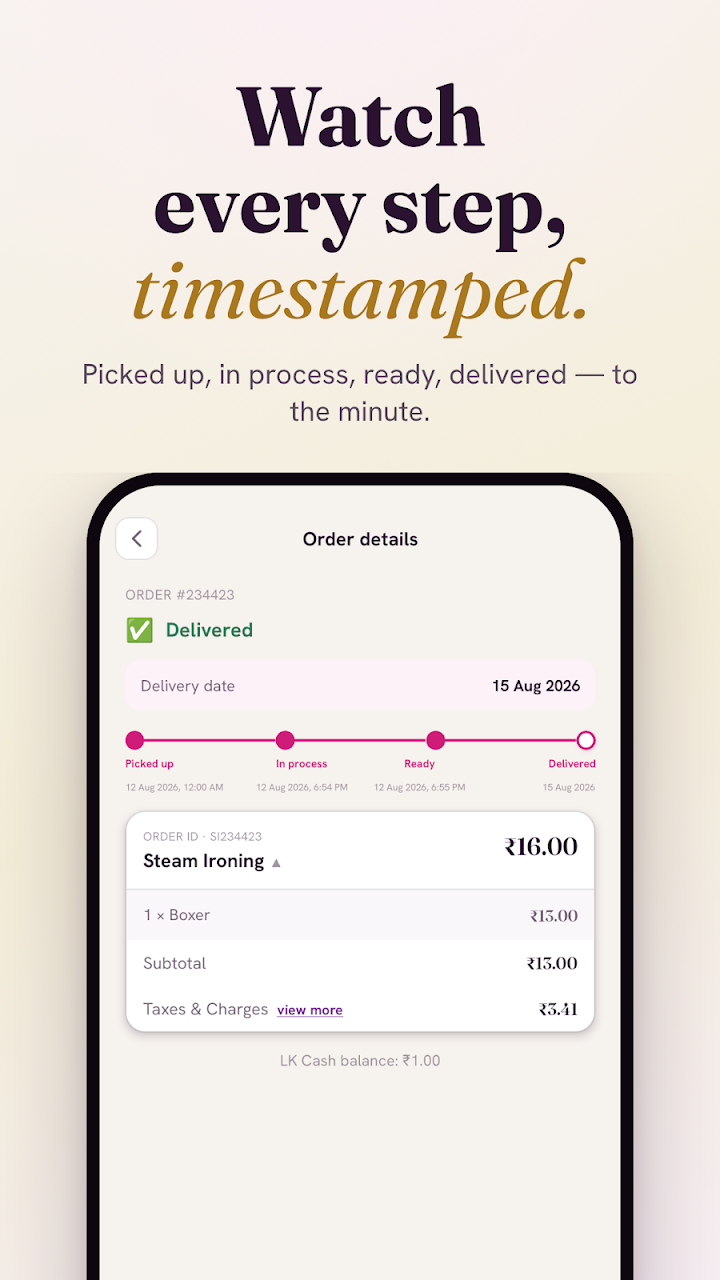 Watch
every step,
timestamped.
Picked up, in process, ready, delivered — to
the minute.
Order details
ORDER #234423
✅ Delivered
Delivery date 15 Aug 2026
Picked up In process Ready Delivered
12 Aug 2026, 12:00 AM 12 Aug 2026, 6:54 PM 12 Aug 2026, 6:55 PM 15 Aug 2026
ORDER ID · SI234423
Steam Ironing ▲ ₹16.00
1 × Boxer ₹13.00
Subtotal ₹13.00
Taxes & Charges view more ₹3.41
LK Cash balance: ₹1.00